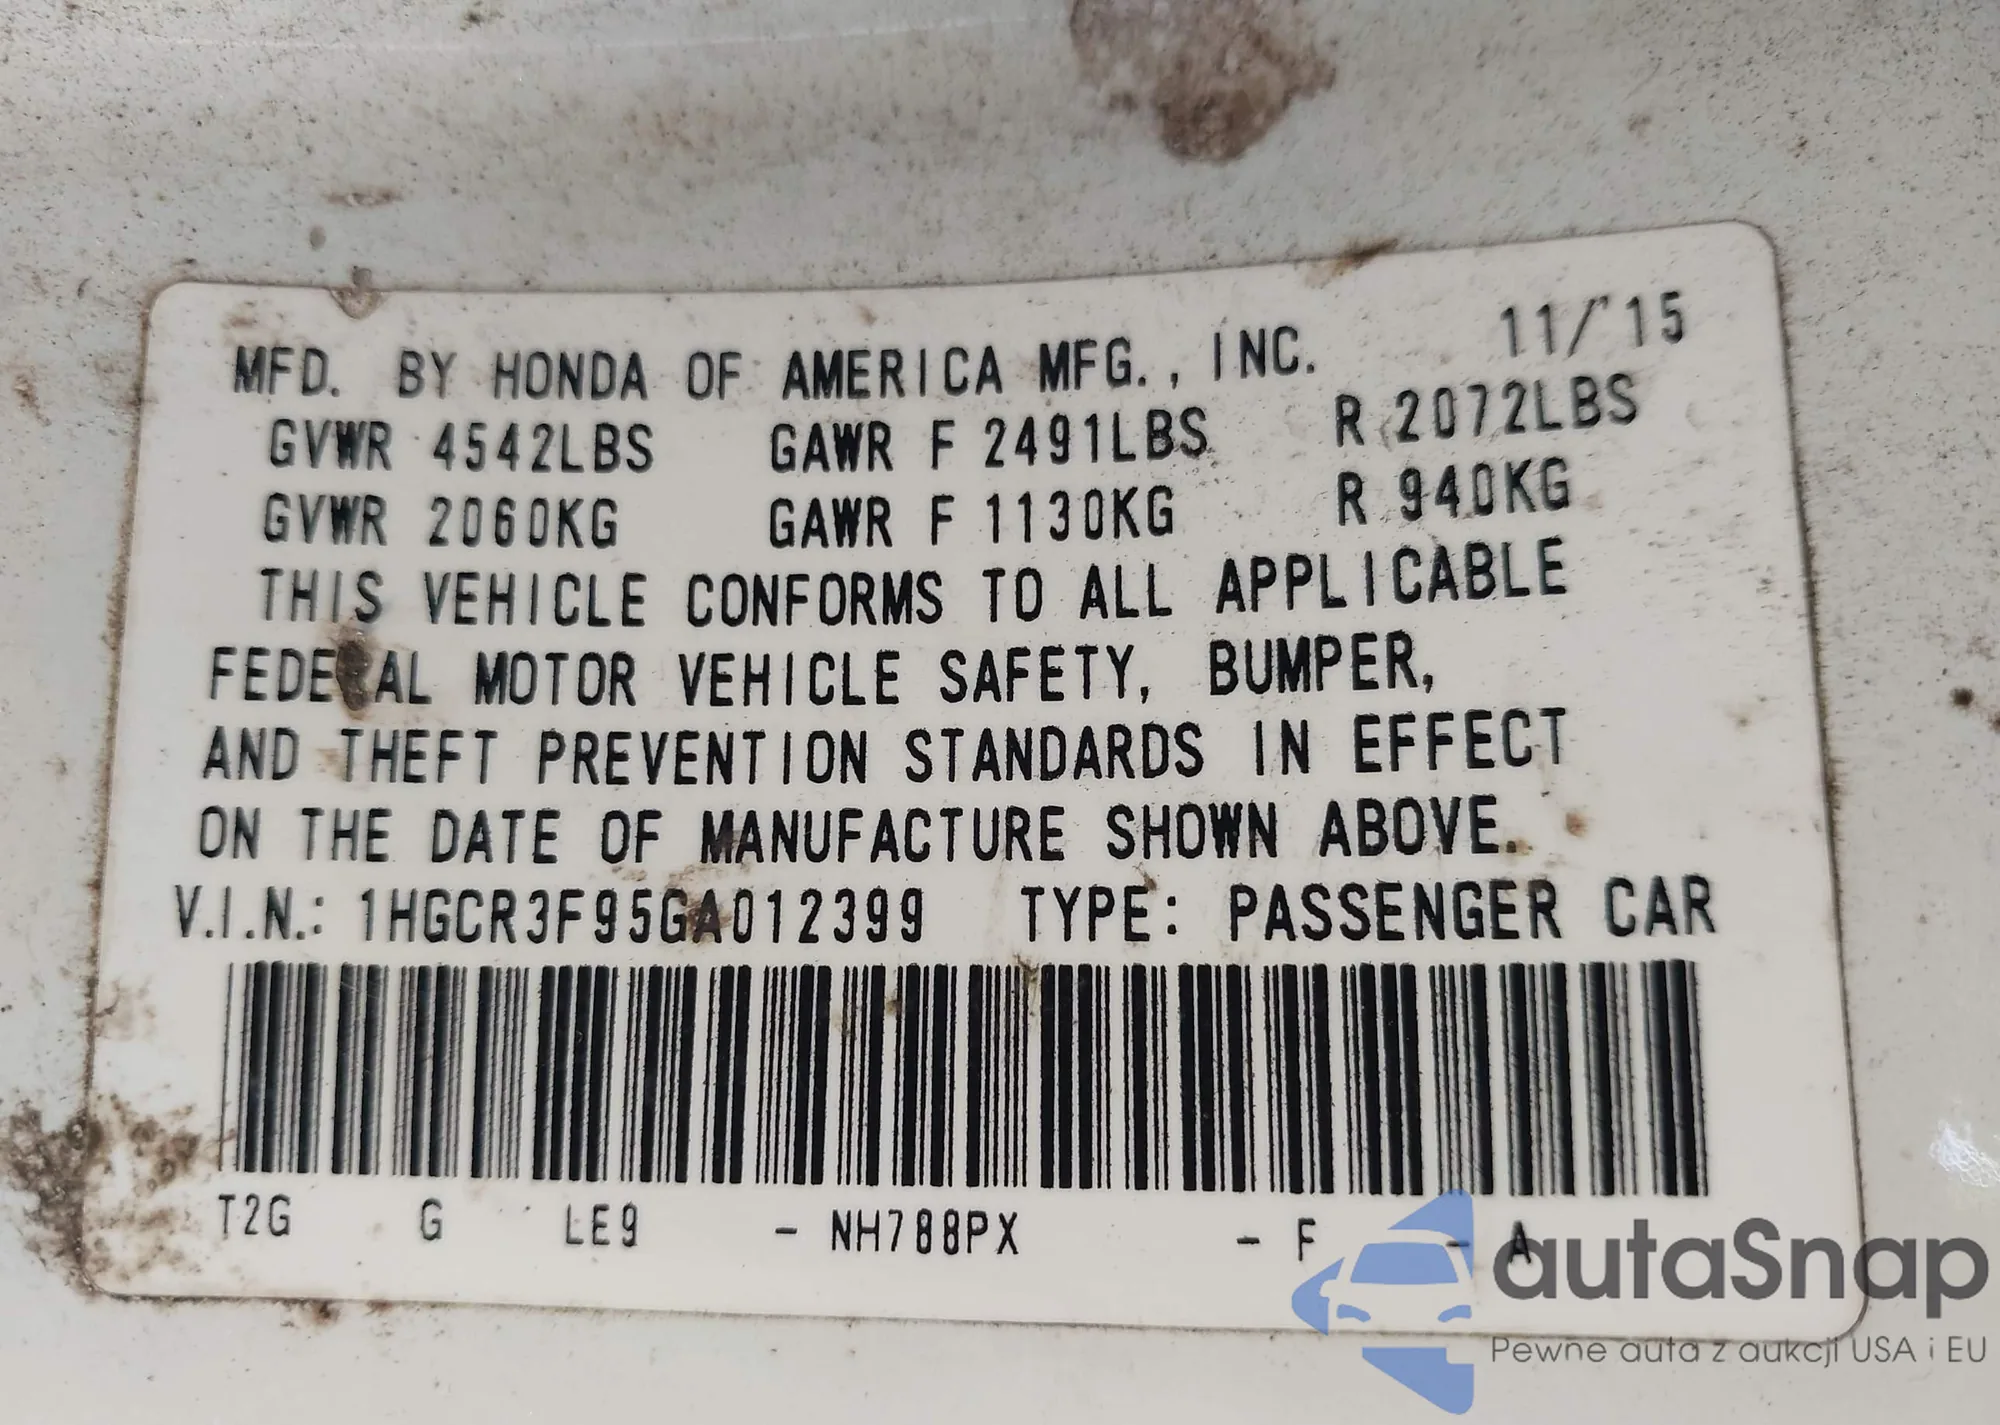 11/'15
MFD. BY HONDA OF AMERICA MFG., INC.
GVWR 4542LBS GAWR F 2491LBS R 2072LBS
GVWR 2060KG GAWR F 1130KG R 940KG
THIS VEHICLE CONFORMS TO ALL APPLICABLE
FEDERAL MOTOR VEHICLE SAFETY, BUMPER,
AND THEFT PREVENTION STANDARDS IN EFFECT
ON THE DATE OF MANUFACTURE SHOWN ABOVE.
V.I.N.: 1HGCR3F95GA012399 TYPE: PASSENGER CAR
T2G G LE9 - NH788PX - F - A
autaSnap
Pewne auta z aukcji USA i EU